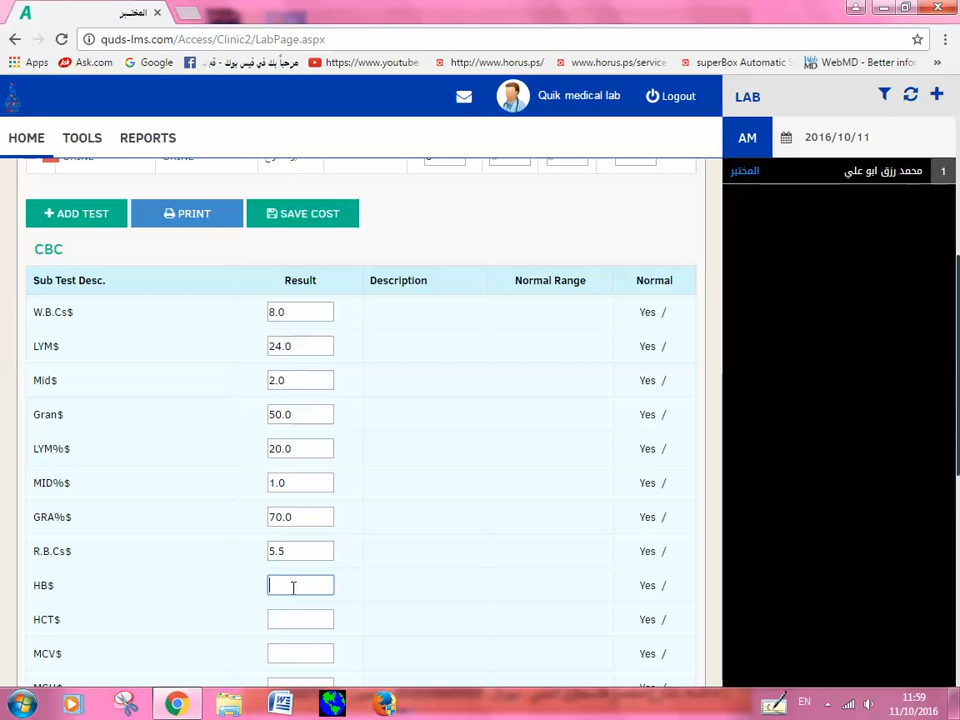 المختبر
quds-lms.com/Access/Clinic2/LabPage.aspx
Apps Ask.com Google مرحباً بك في فيس بوك - قم https://www.youtube. http://www.horus.ps/ www.horus.ps/service superBox Automatic S WebMD - Better infor
Quik medical lab Logout
LAB
HOME TOOLS REPORTS
AM 2016/10/11
المختبر محمد رزق ابو علي 1
ADD TEST PRINT SAVE COST
CBC
Sub Test Desc. Result Description Normal Range Normal
W.B.Cs$ 8.0 Yes /
LYM$ 24.0 Yes /
Mid$ 2.0 Yes /
Gran$ 50.0 Yes /
LYM%$ 20.0 Yes /
MID%$ 1.0 Yes /
GRA%$ 70.0 Yes /
R.B.Cs$ 5.5 Yes /
HB$ Yes /
HCT$ Yes /
MCV$ Yes /
EN 11:59
11/10/2016